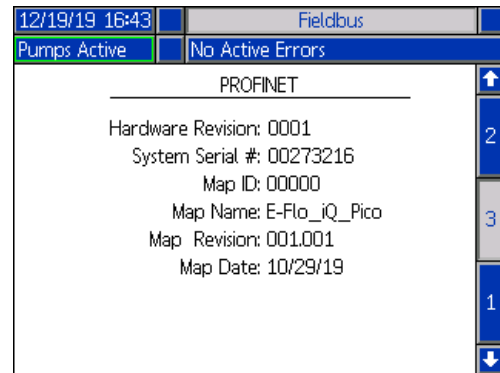 12/19/19 16:43 Fieldbus
Pumps Active No Active Errors
PROFINET
Hardware Revision: 0001
System Serial #: 00273216
Map ID: 00000
Map Name: E-Flo_iQ_Pico
Map Revision: 001.001
Map Date: 10/29/19
2
3
1